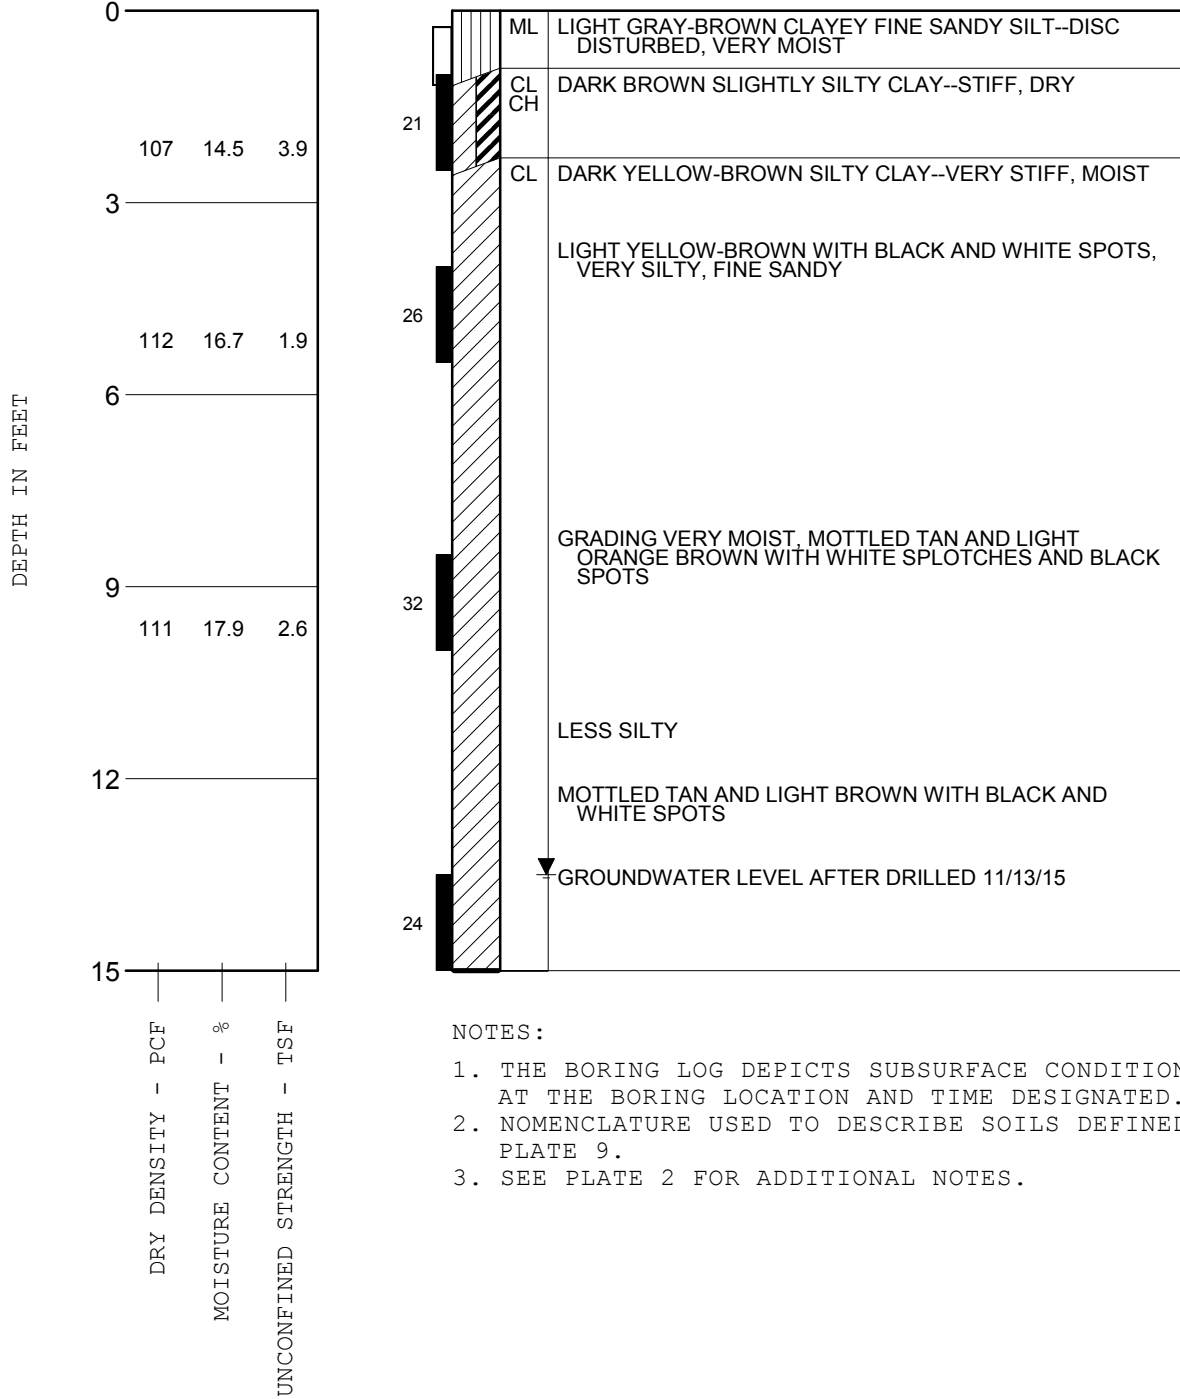 0
ML LIGHT GRAY-BROWN CLAYEY FINE SANDY SILT--DISC
DISTURBED, VERY MOIST
CL DARK BROWN SLIGHTLY SILTY CLAY--STIFF, DRY
CH
21
107 14.5 3.9
CL DARK YELLOW-BROWN SILTY CLAY--VERY STIFF, MOIST
3
LIGHT YELLOW-BROWN WITH BLACK AND WHITE SPOTS,
VERY SILTY, FINE SANDY
26
112 16.7 1.9
6
DEPTH IN FEET
GRADING VERY MOIST, MOTTLED TAN AND LIGHT
ORANGE BROWN WITH WHITE SPLOTCHES AND BLACK
SPOTS
9
32
111 17.9 2.6
LESS SILTY
12
MOTTLED TAN AND LIGHT BROWN WITH BLACK AND
WHITE SPOTS
GROUNDWATER LEVEL AFTER DRILLED 11/13/15
24
15
DRY DENSITY - PCF
MOISTURE CONTENT - %
UNCONFINED STRENGTH - TSF
NOTES:
1. THE BORING LOG DEPICTS SUBSURFACE CONDITION
AT THE BORING LOCATION AND TIME DESIGNATED.
2. NOMENCLATURE USED TO DESCRIBE SOILS DEFINED
PLATE 9.
3. SEE PLATE 2 FOR ADDITIONAL NOTES.